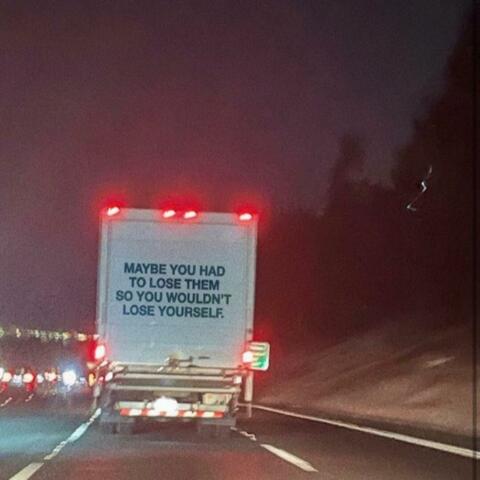 MAYBE YOU HAD
TO LOSE THEM
SO YOU WOULDN'T
LOSE YOURSELF.